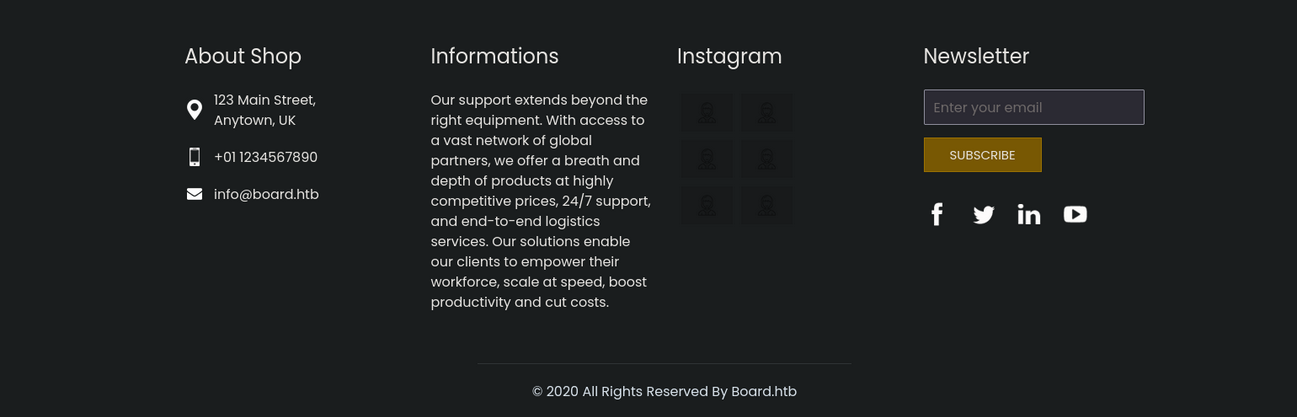 About Shop
123 Main Street,
Anytown, UK
+01 1234567890
info@board.htb
Informations
Our support extends beyond the
right equipment. With access to
a vast network of global
partners, we offer a breath and
depth of products at highly
competitive prices, 24/7 support,
and end-to-end logistics
services. Our solutions enable
our clients to empower their
workforce, scale at speed, boost
productivity and cut costs.
Instagram
Newsletter
Enter your email
SUBSCRIBE
© 2020 All Rights Reserved By Board.htb